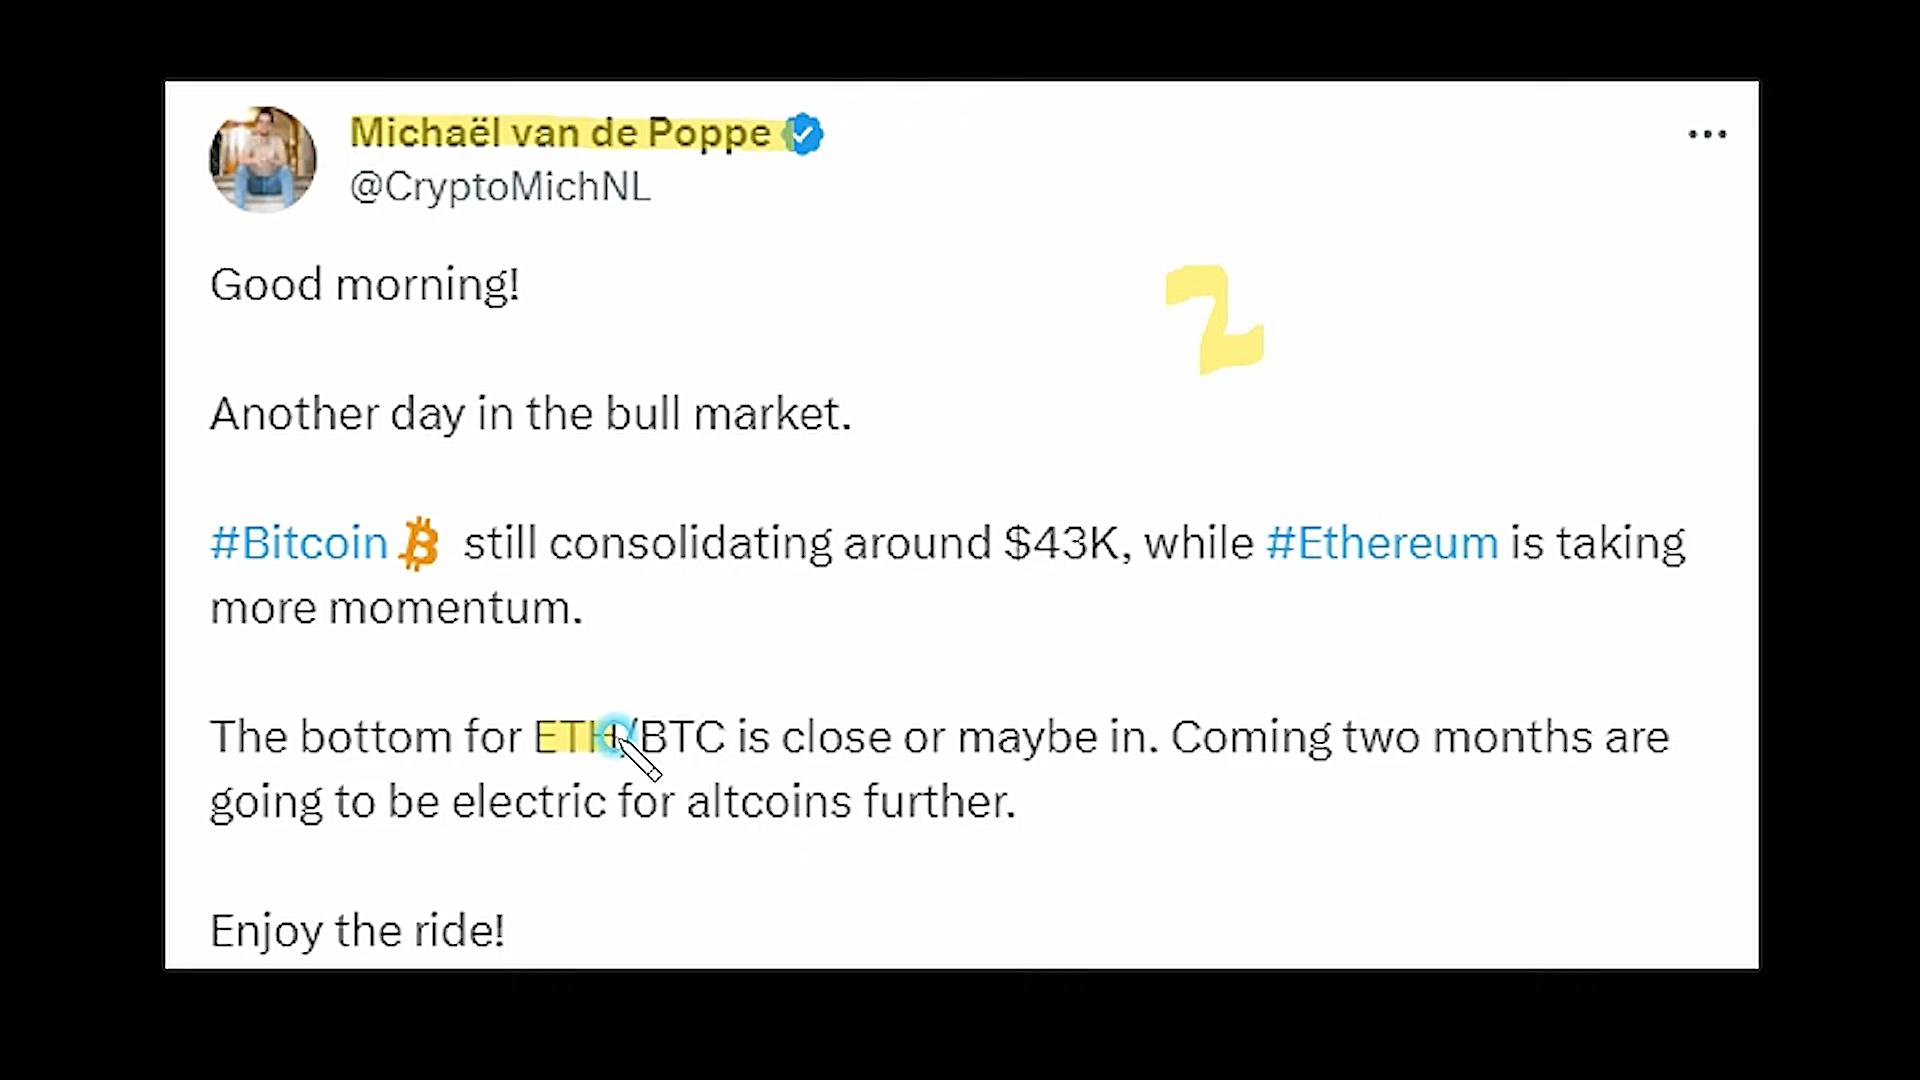 Michaël van de Poppe
@CryptoMichNL
2
Good morning!
Another day in the bull market.
#Bitcoin still consolidating around $43K, while #Ethereum is taking
more momentum.
The bottom for ETH/BTC is close or maybe in. Coming two months are
going to be electric for altcoins further.
Enjoy the ride!